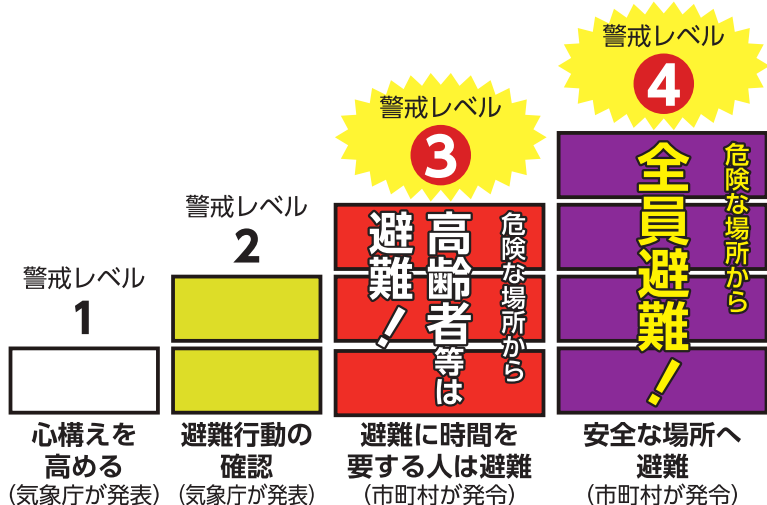 警戒レベル
1
心構えを
高める
(気象庁が発表)
警戒レベル
2
避難行動の
確認
(気象庁が発表)
警戒レベル
3
危険な場所から
高齢者等は
避難!
避難に時間を
要する人は避難
(市町村が発令)
警戒レベル
4
危険な場所から
全員避難!
安全な場所へ
避難
(市町村が発令)